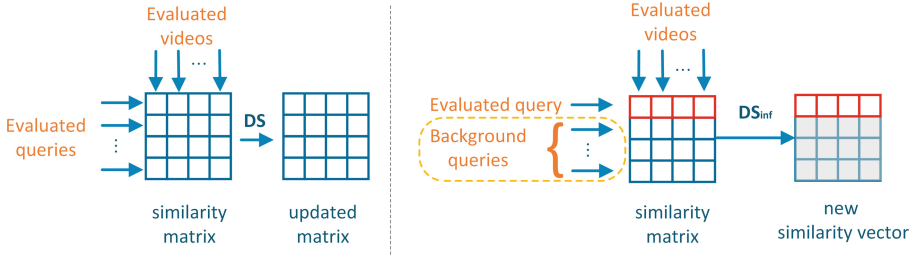 Evaluated
videos
...
Evaluated
queries
...
DS
similarity
matrix
updated
matrix
Evaluated
videos
...
Evaluated query
Background
queries
{
...
DSinf
similarity
matrix
new
similarity vector